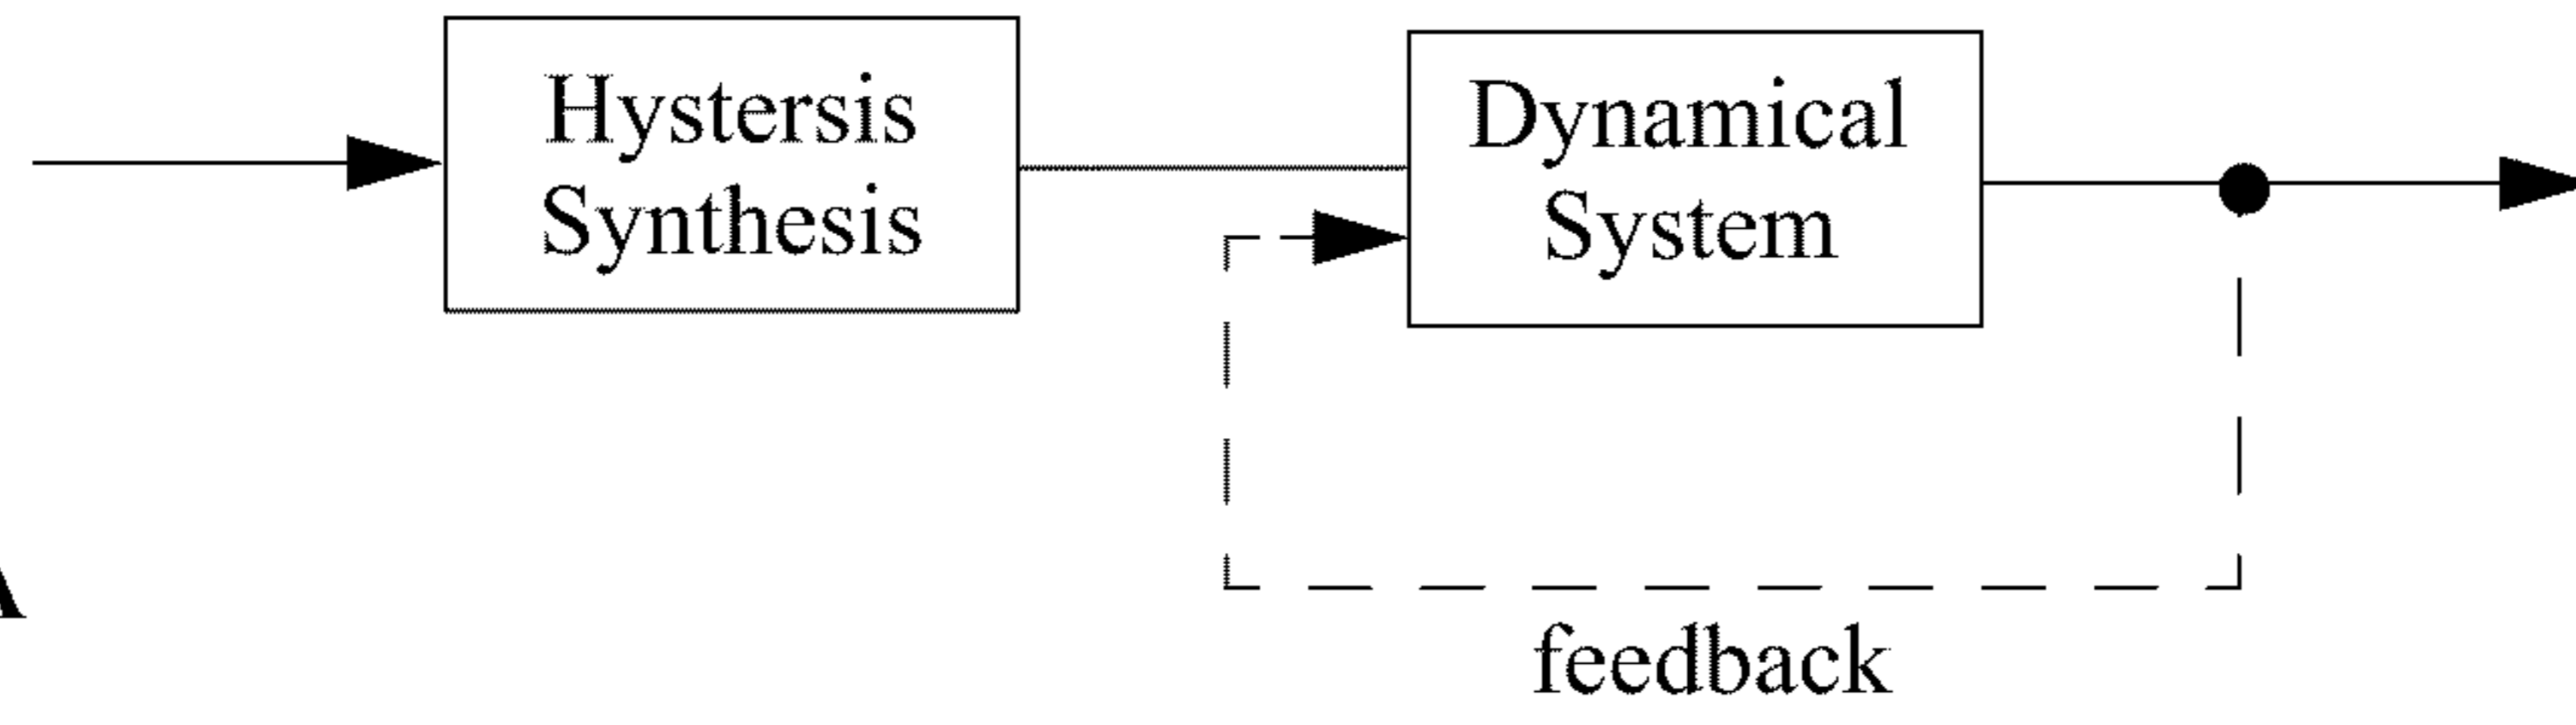 Hystersis
Synthesis
Dynamical
System
feedback